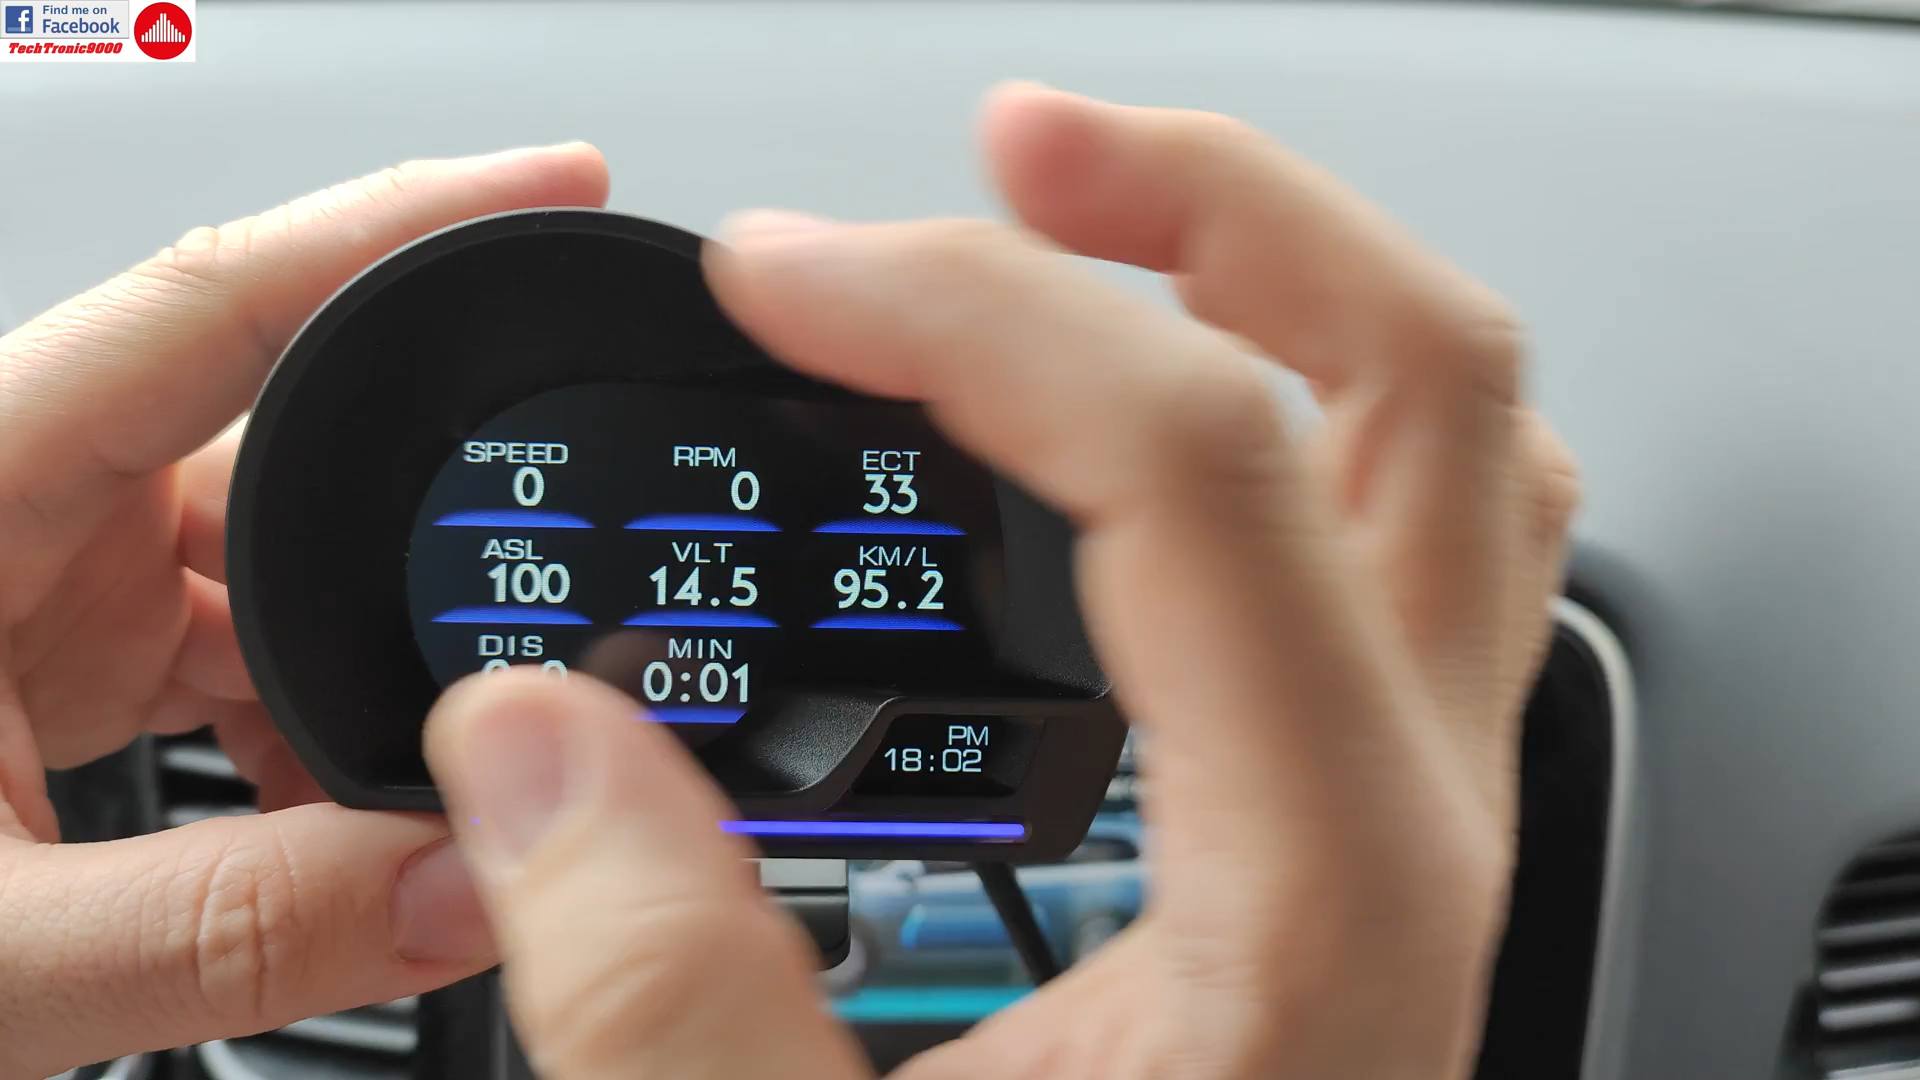 Find me on
Facebook
TechTronic9000
SPEED
0
RPM
0
ECT
33
ASL
100
VLT
14.5
KM/L
95.2
DIS
MIN
0:01
PM
18:02